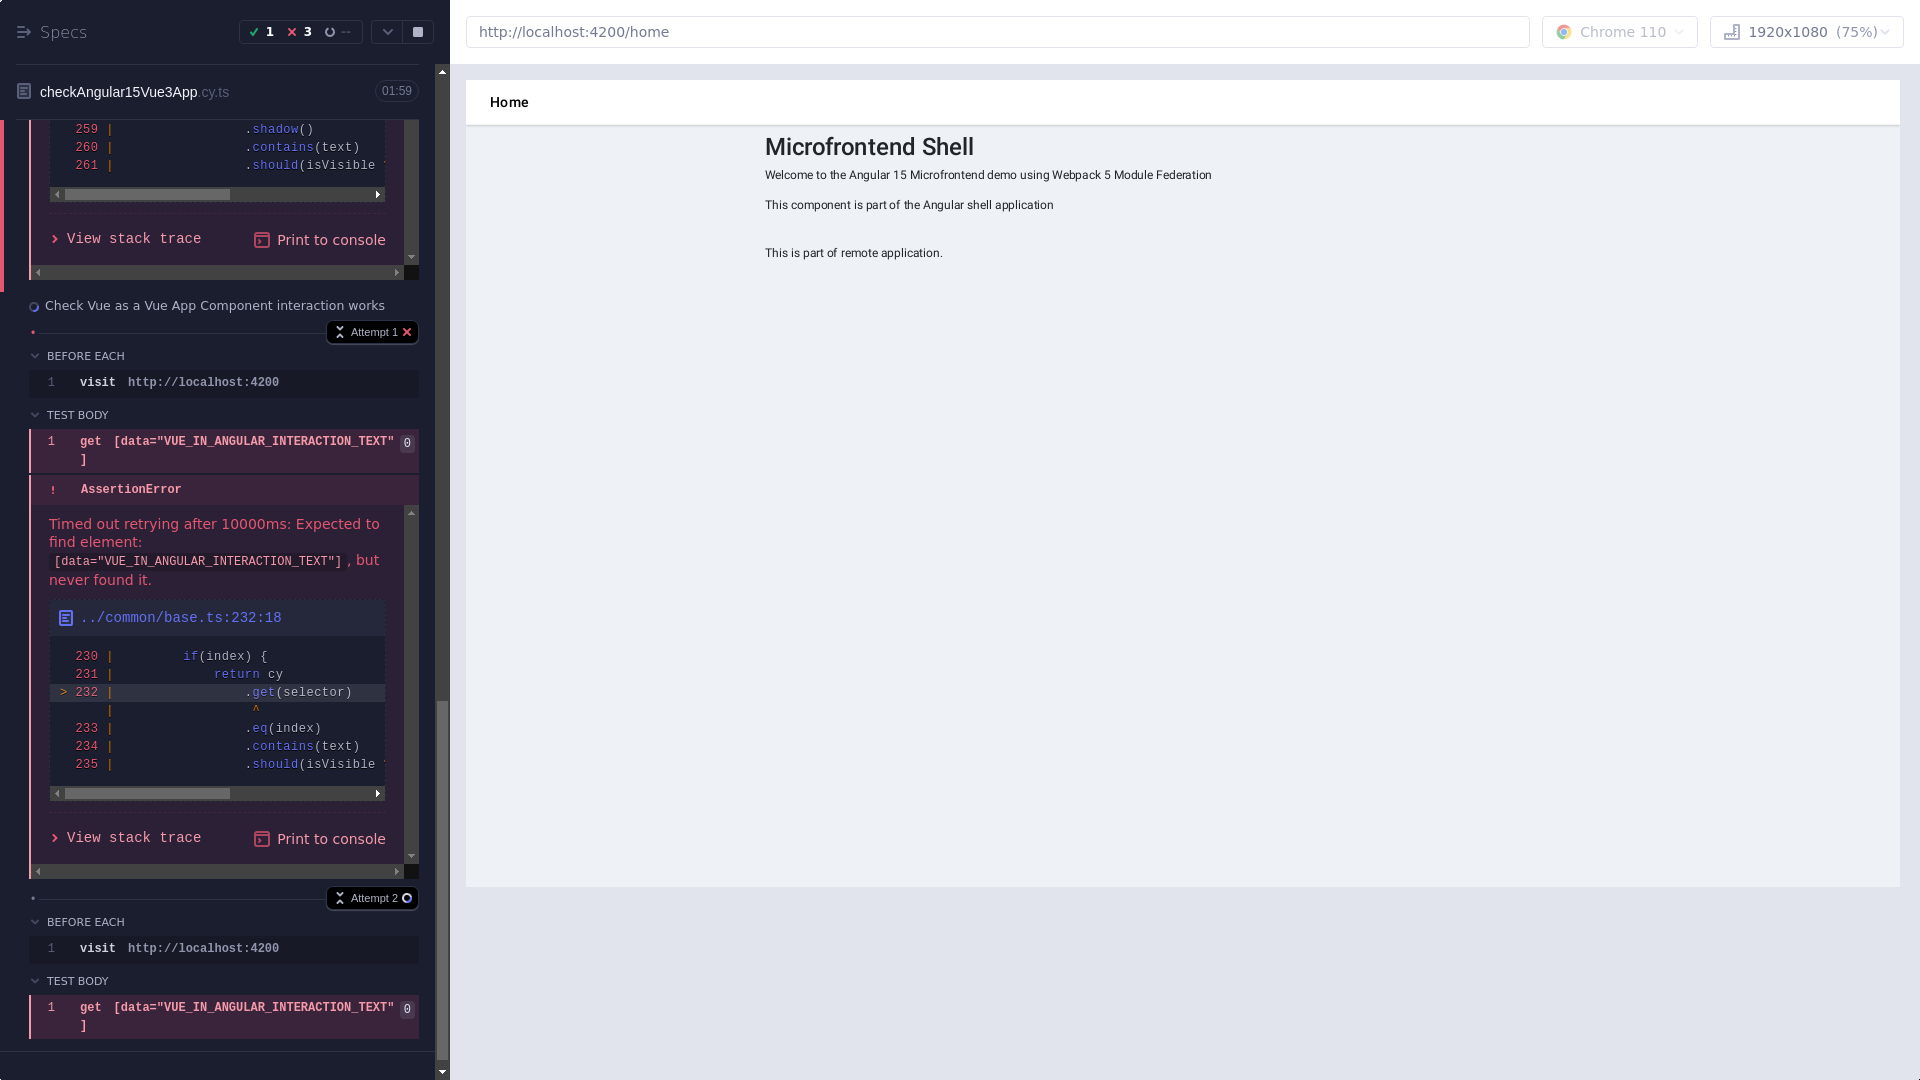 Specs
1 3 --
checkAngular15Vue3App.cy.ts 01:59
259 | .shadow()
260 | .contains(text)
261 | .should(isVisible
View stack trace Print to console
Check Vue as a Vue App Component interaction works
Attempt 1
BEFORE EACH
1 visit http://localhost:4200
TEST BODY
1 get [data="VUE_IN_ANGULAR_INTERACTION_TEXT" 0
]
! AssertionError
Timed out retrying after 10000ms: Expected to
find element:
[data="VUE_IN_ANGULAR_INTERACTION_TEXT"] , but
never found it.
../common/base.ts:232:18
230 | if(index) {
231 | return cy
> 232 | .get(selector)
| ^
233 | .eq(index)
234 | .contains(text)
235 | .should(isVisible
View stack trace Print to console
Attempt 2
BEFORE EACH
1 visit http://localhost:4200
TEST BODY
1 get [data="VUE_IN_ANGULAR_INTERACTION_TEXT" 0
]
http://localhost:4200/home
Chrome 110
1920x1080 (75%)
Home
Microfrontend Shell
Welcome to the Angular 15 Microfrontend demo using Webpack 5 Module Federation
This component is part of the Angular shell application
This is part of remote application.